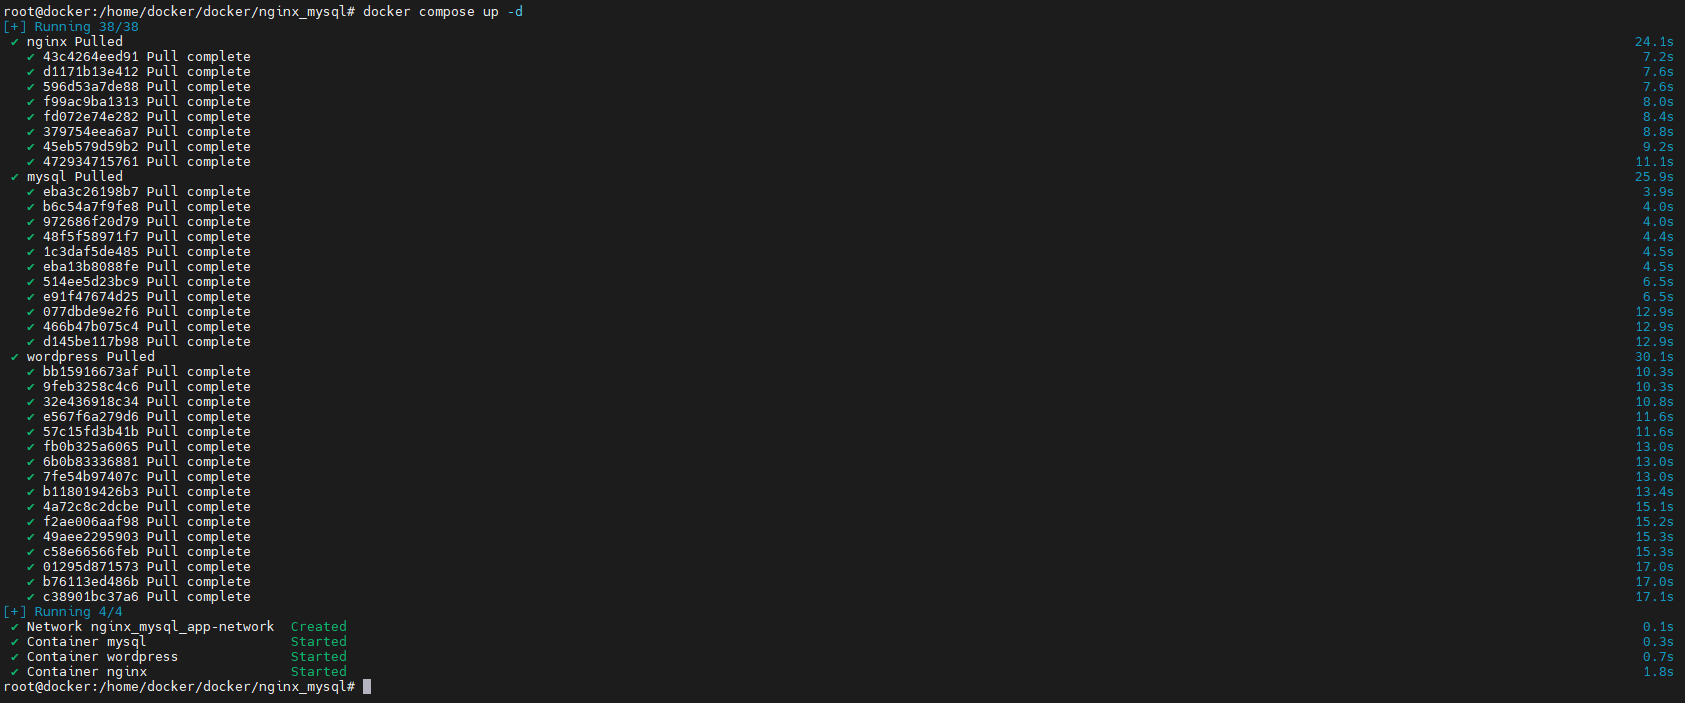 root@docker:/home/docker/docker/nginx_mysql# docker compose up -d
[+] Running 38/38
✔ nginx Pulled 24.1s
✔ 43c4264eed91 Pull complete 7.2s
✔ d1171b13e412 Pull complete 7.6s
✔ 596d53a7de88 Pull complete 7.6s
✔ f99ac9ba1313 Pull complete 8.0s
✔ fd072e74e282 Pull complete 8.4s
✔ 379754eea6a7 Pull complete 8.8s
✔ 45eb579d59b2 Pull complete 9.2s
✔ 472934715761 Pull complete 11.1s
✔ mysql Pulled 25.9s
✔ eba3c26198b7 Pull complete 3.9s
✔ b6c54a7f9fe8 Pull complete 4.0s
✔ 972686f20d79 Pull complete 4.0s
✔ 48f5f58971f7 Pull complete 4.4s
✔ 1c3daf5de485 Pull complete 4.5s
✔ eba13b8088fe Pull complete 4.5s
✔ 514ee5d23bc9 Pull complete 6.5s
✔ e91f47674d25 Pull complete 6.5s
✔ 077dbde9e2f6 Pull complete 12.9s
✔ 466b47b075c4 Pull complete 12.9s
✔ d145be117b98 Pull complete 12.9s
✔ wordpress Pulled 30.1s
✔ bb15916673af Pull complete 10.3s
✔ 9feb3258c4c6 Pull complete 10.3s
✔ 32e436918c34 Pull complete 10.8s
✔ e567f6a279d6 Pull complete 11.6s
✔ 57c15fd3b41b Pull complete 11.6s
✔ fb0b325a6065 Pull complete 13.0s
✔ 6b0b83336881 Pull complete 13.0s
✔ 7fe54b97407c Pull complete 13.0s
✔ b118019426b3 Pull complete 13.4s
✔ 4a72c8c2dcbe Pull complete 15.1s
✔ f2ae006aaf98 Pull complete 15.2s
✔ 49aee2295903 Pull complete 15.3s
✔ c58e66566feb Pull complete 15.3s
✔ 01295d871573 Pull complete 17.0s
✔ b76113ed486b Pull complete 17.0s
✔ c38901bc37a6 Pull complete 17.1s
[+] Running 4/4
✔ Network nginx_mysql_app-network Created 0.1s
✔ Container mysql Started 0.3s
✔ Container wordpress Started 0.7s
✔ Container nginx Started 1.8s
root@docker:/home/docker/docker/nginx_mysql#